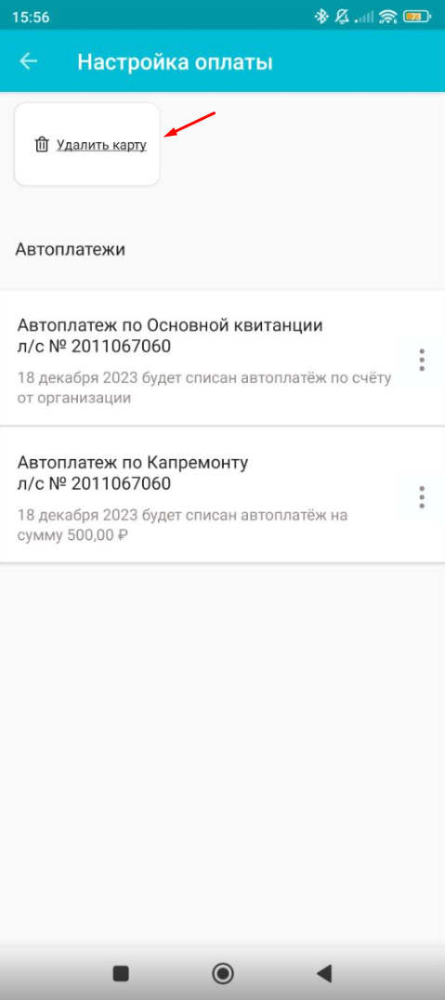 15:56
73
Настройка оплаты
Удалить карту
Автоплатежи
Автоплатеж по Основной квитанции
л/с № 2011067060
18 декабря 2023 будет списан автоплатёж по счёту
от организации
Автоплатеж по Капремонту
л/с № 2011067060
18 декабря 2023 будет списан автоплатёж на
сумму 500,00 ₽